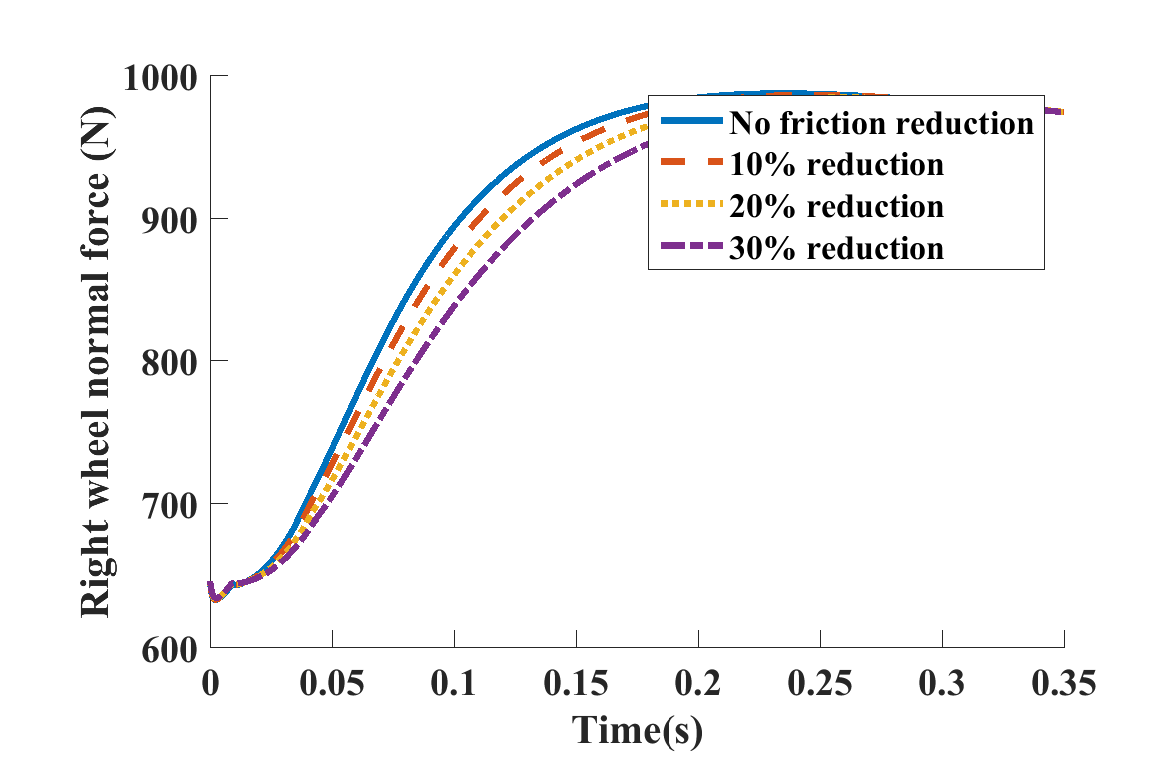 1000
900
800
700
600
Right wheel normal force (N)
No friction reduction
10% reduction
20% reduction
30% reduction
0 0.05 0.1 0.15 0.2 0.25 0.3 0.35
Time(s)